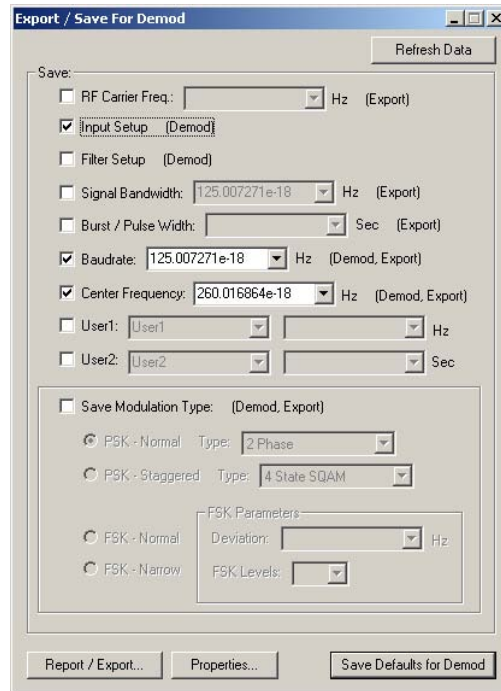 Export / Save For Demod
Refresh Data
Save:
RF Carrier Freq.: Hz (Export)
Input Setup (Demod)
Filter Setup (Demod)
Signal Bandwidth: 125.007271e-18 Hz (Export)
Burst / Pulse Width: Sec (Export)
Baudrate: 125.007271e-18 Hz (Demod, Export)
Center Frequency: 260.016864e-18 Hz (Demod, Export)
User1: User1 Hz
User2: User2 Sec
Save Modulation Type: (Demod, Export)
PSK - Normal Type: 2 Phase
PSK - Staggered Type: 4 State SQAM
FSK Parameters
FSK - Normal Deviation: Hz
FSK - Narrow FSK Levels:
Report / Export... Properties... Save Defaults for Demod